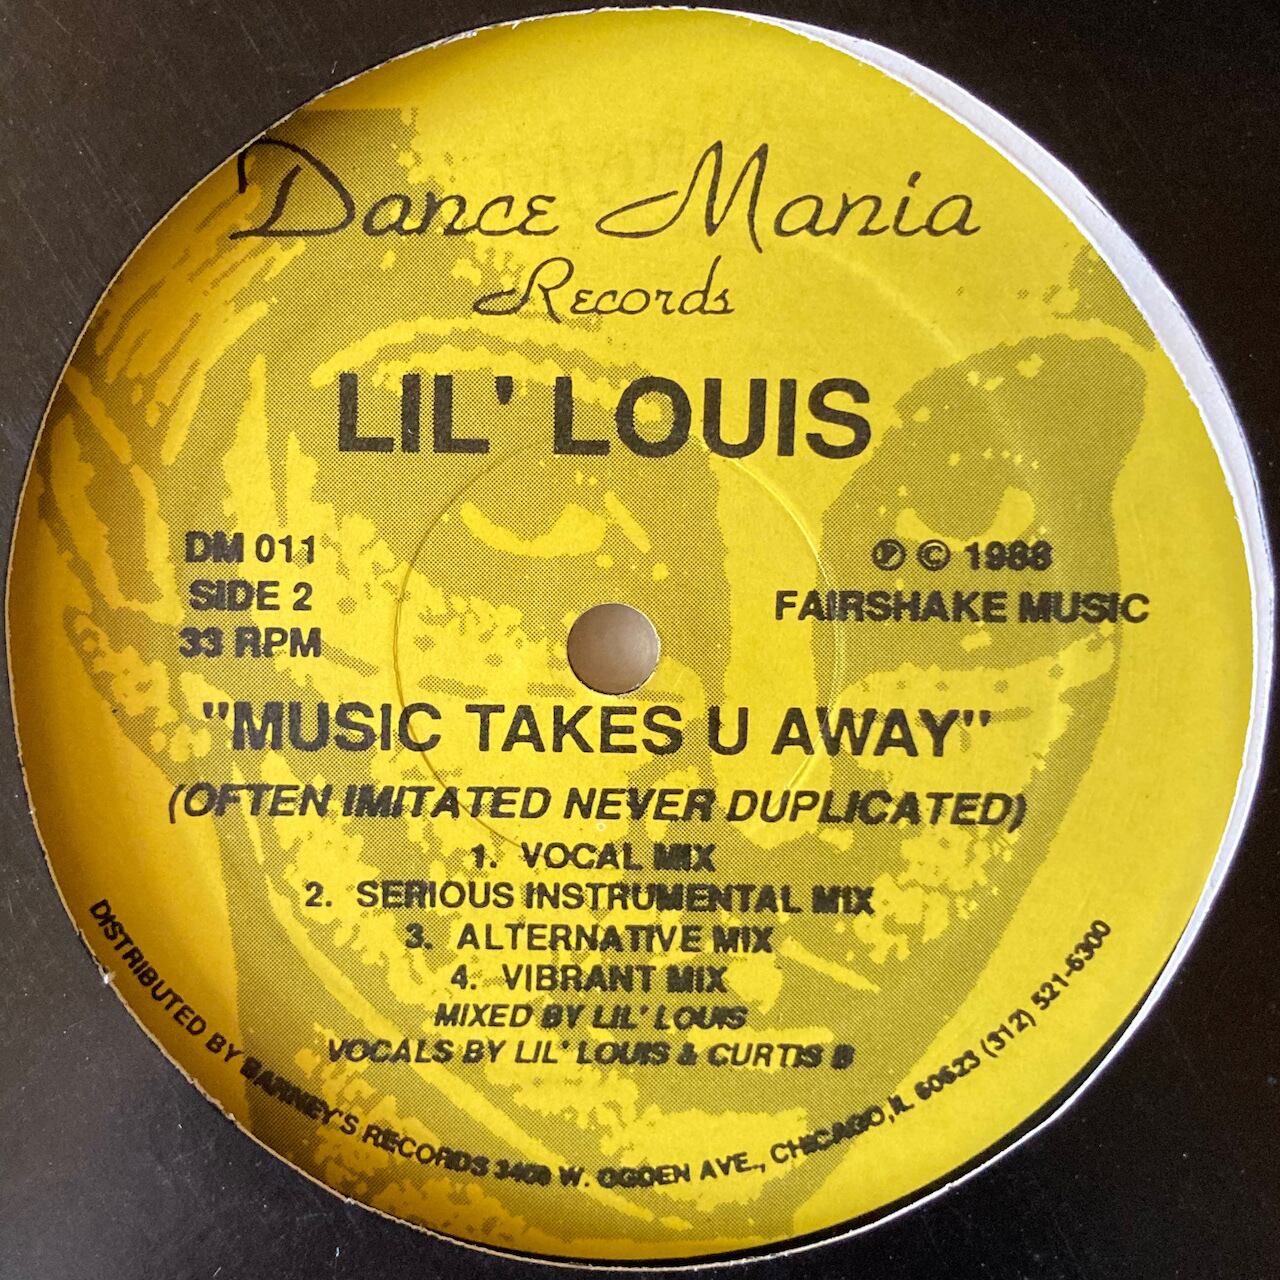 Dance Mania
Records
LIL' LOUIS
DM 011
SIDE 2
33 RPM
℗ © 1988
FAIRSHAKE MUSIC
"MUSIC TAKES U AWAY"
(OFTEN IMITATED NEVER DUPLICATED)
1. VOCAL MIX
2. SERIOUS INSTRUMENTAL MIX
3. ALTERNATIVE MIX
4. VIBRANT MIX
MIXED BY LIL' LOUIS
VOCALS BY LIL' LOUIS & CURTIS B
DISTRIBUTED BY BARNEY'S RECORDS 3400 W. OGDEN AVE., CHICAGO, IL 60623 (312) 521-6300